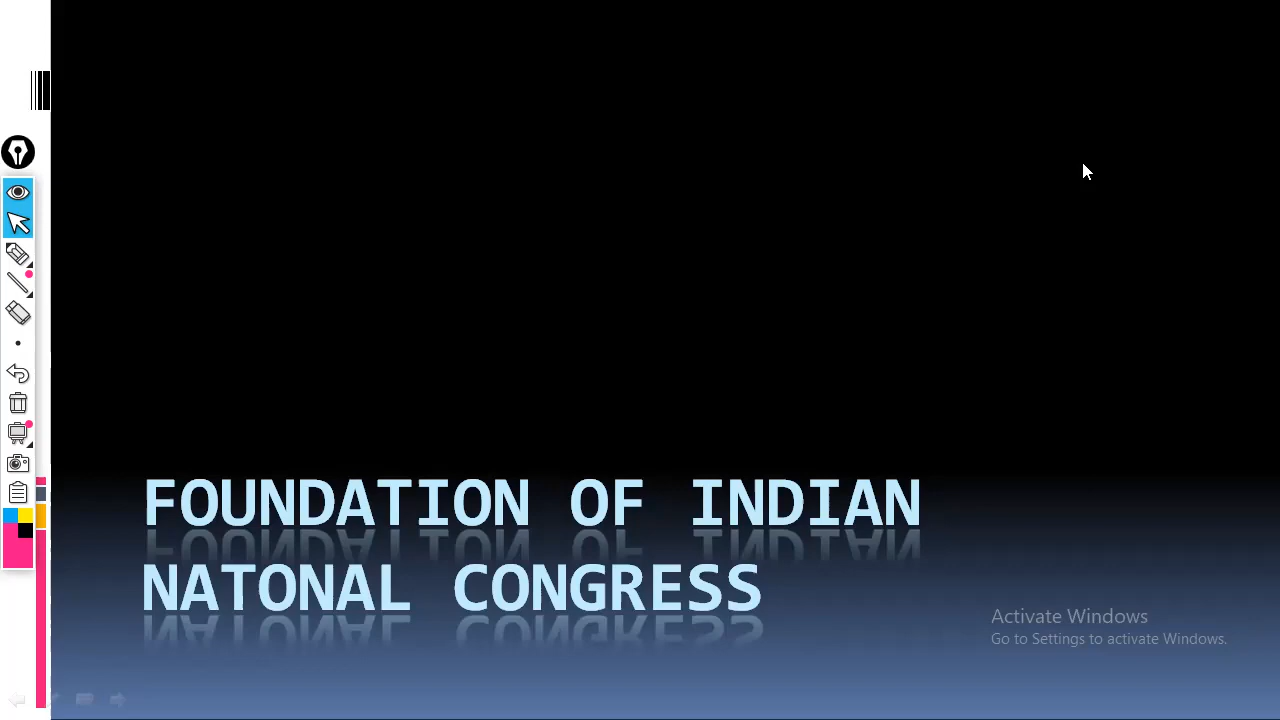 FOUNDATION OF INDIAN
NATONAL CONGRESS
Activate Windows
Go to Settings to activate Windows.